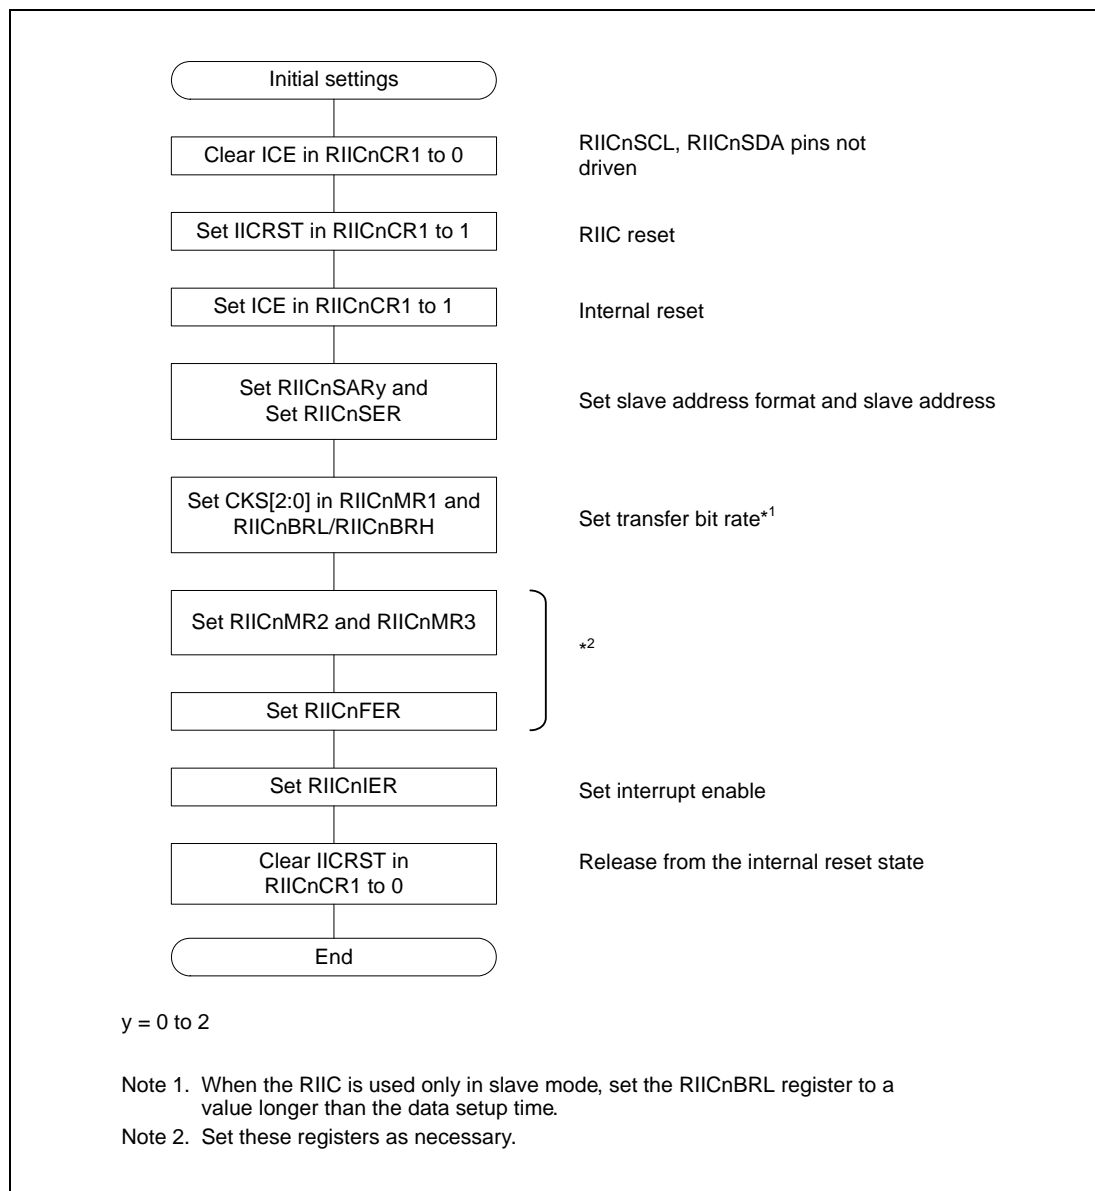 Initial settings
Clear ICE in RIICnCR1 to 0
RIICnSCL, RIICnSDA pins not
driven
Set IICRST in RIICnCR1 to 1
RIIC reset
Set ICE in RIICnCR1 to 1
Internal reset
Set RIICnSARy and
Set RIICnSER
Set slave address format and slave address
Set CKS[2:0] in RIICnMR1 and
RIICnBRL/RIICnBRH
Set transfer bit rate*1
Set RIICnMR2 and RIICnMR3
*2
Set RIICnFER
Set RIICnIER
Set interrupt enable
Clear IICRST in
RIICnCR1 to 0
Release from the internal reset state
End
y = 0 to 2
Note 1. When the RIIC is used only in slave mode, set the RIICnBRL register to a
value longer than the data setup time.
Note 2. Set these registers as necessary.